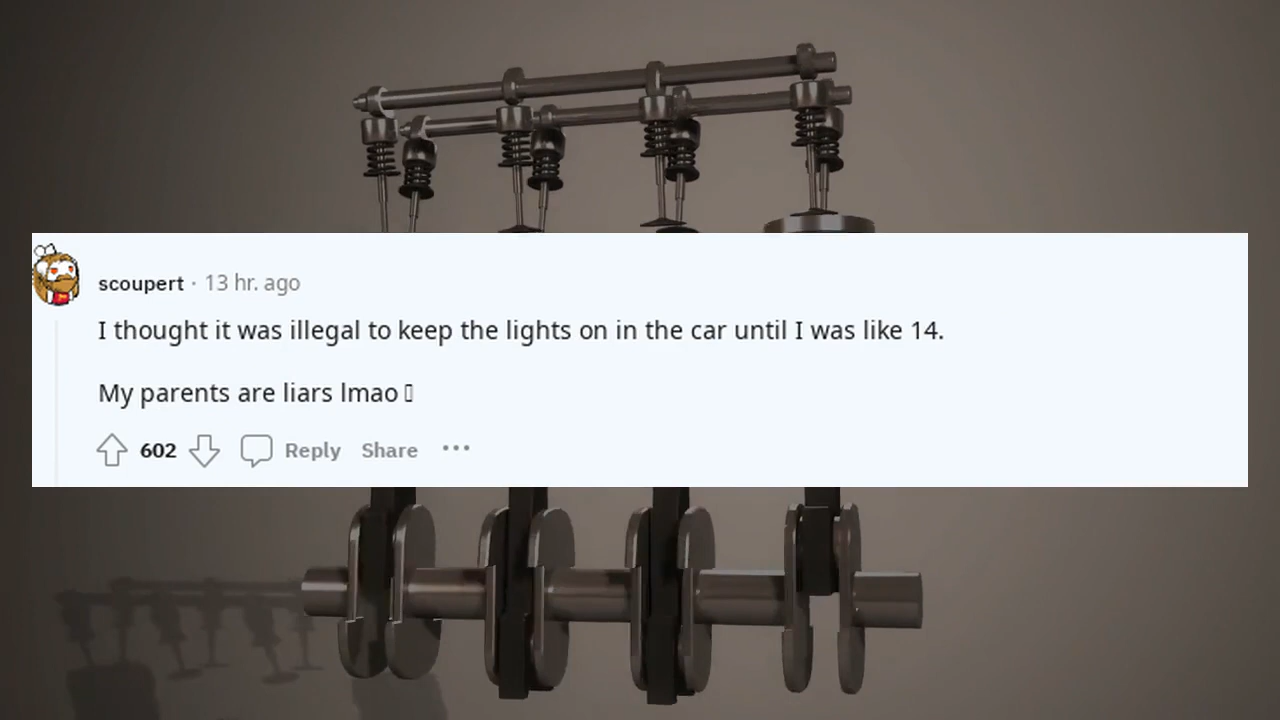 scoupert · 13 hr. ago
I thought it was illegal to keep the lights on in the car until I was like 14.
My parents are liars lmao ▯
602 Reply Share ···